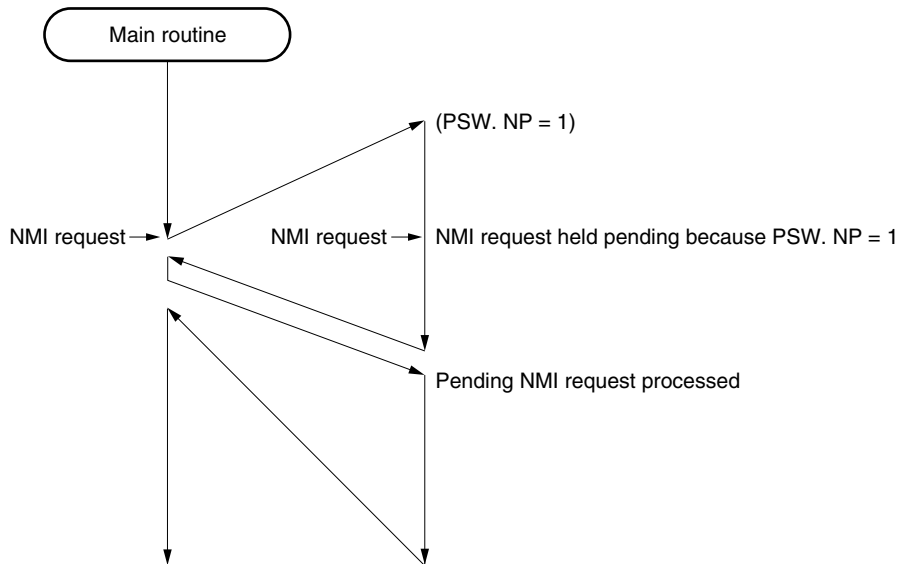 Main routine
(PSW. NP = 1)
NMI request
NMI request
NMI request held pending because PSW. NP = 1
Pending NMI request processed